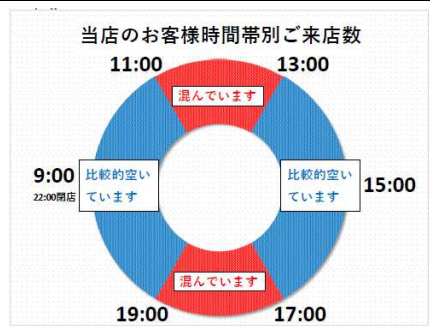 当店のお客様時間帯別ご来店数
11:00
13:00
混んでいます
9:00
22:00閉店
比較的空い
ています
比較的空い
ています
15:00
混んでいます
19:00
17:00